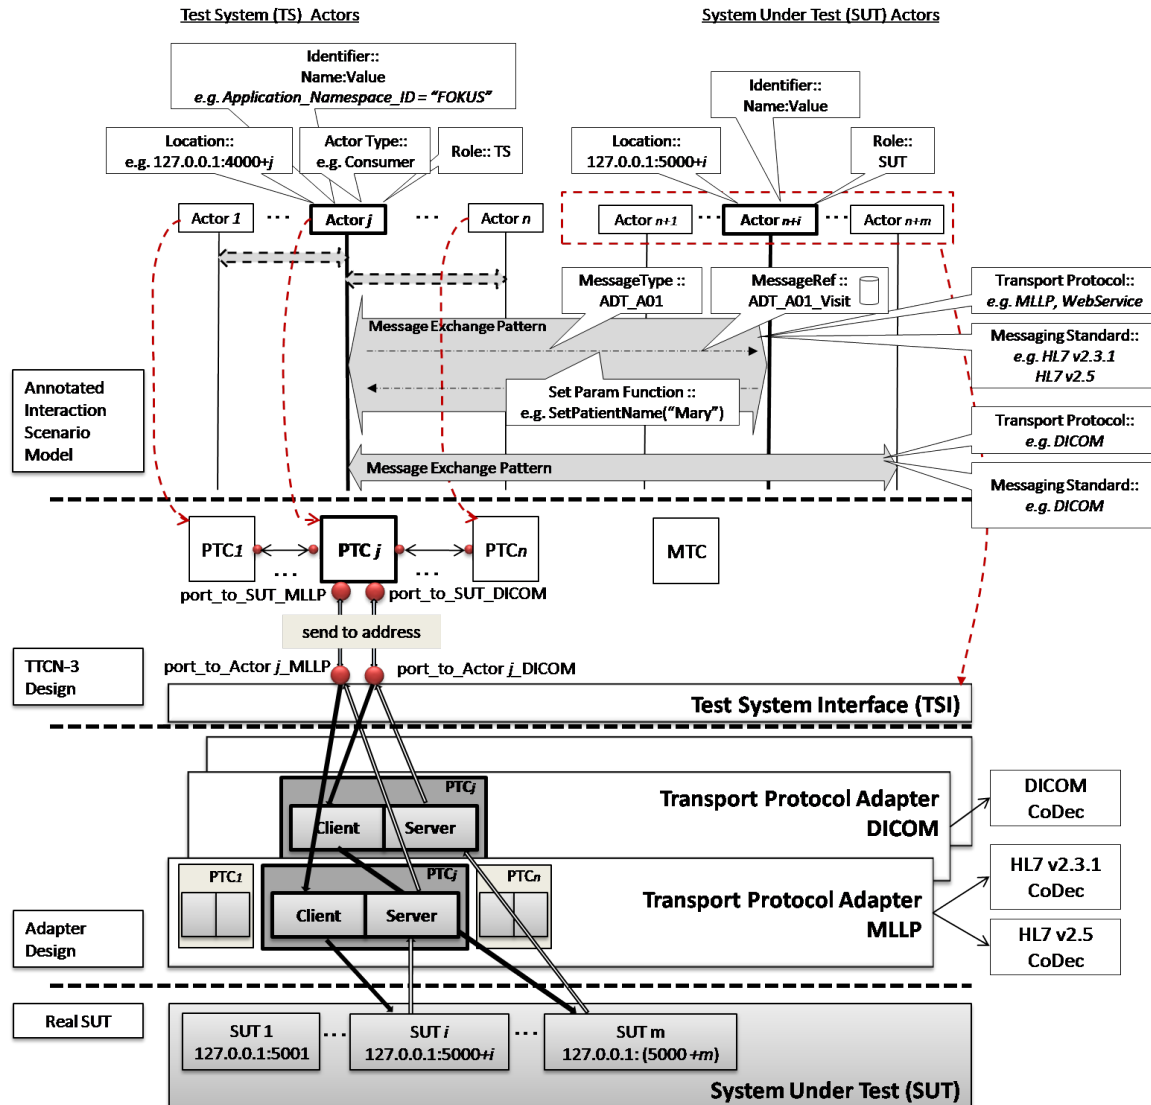 Test System (TS)  Actors
System Under Test (SUT) Actors
Identifier::
Name:Value
e.g. Application_Namespace_ID = “FOKUS”
Identifier::
Name:Value
Location::
e.g. 127.0.0.1:4000+j
Actor Type::
e.g. Consumer
Role:: TS
Location::
127.0.0.1:5000+i
Role::
SUT
Actor 1
...
Actor j
...
Actor n
Actor n+1
...
Actor n+i
...
Actor n+m
MessageType ::
ADT_A01
MessageRef ::
ADT_A01_Visit
Transport Protocol::
e.g. MLLP, WebService
Message Exchange Pattern
Messaging Standard::
e.g. HL7 v2.3.1
HL7 v2.5
Set Param Function ::
e.g. SetPatientName(“Mary”)
Annotated
Interaction
Scenario
Model
Transport Protocol::
e.g. DICOM
Message Exchange Pattern
Messaging Standard::
e.g. DICOM
PTC1
...
PTC j
...
PTCn
MTC
port_to_SUT_MLLP
port_to_SUT_DICOM
send to address
port_to_Actor j_MLLP
port_to_Actor j_DICOM
TTCN-3
Design
Test System Interface (TSI)
PTCj
Client
Server
Transport Protocol Adapter
DICOM
DICOM
CoDec
PTC1
PTCj
PTCn
Client
Server
Transport Protocol Adapter
MLLP
HL7 v2.3.1
CoDec
HL7 v2.5
CoDec
Adapter
Design
Real SUT
SUT 1
127.0.0.1:5001
...
SUT i
127.0.0.1:5000+i
...
SUT m
127.0.0.1: (5000 +m)
System Under Test (SUT)